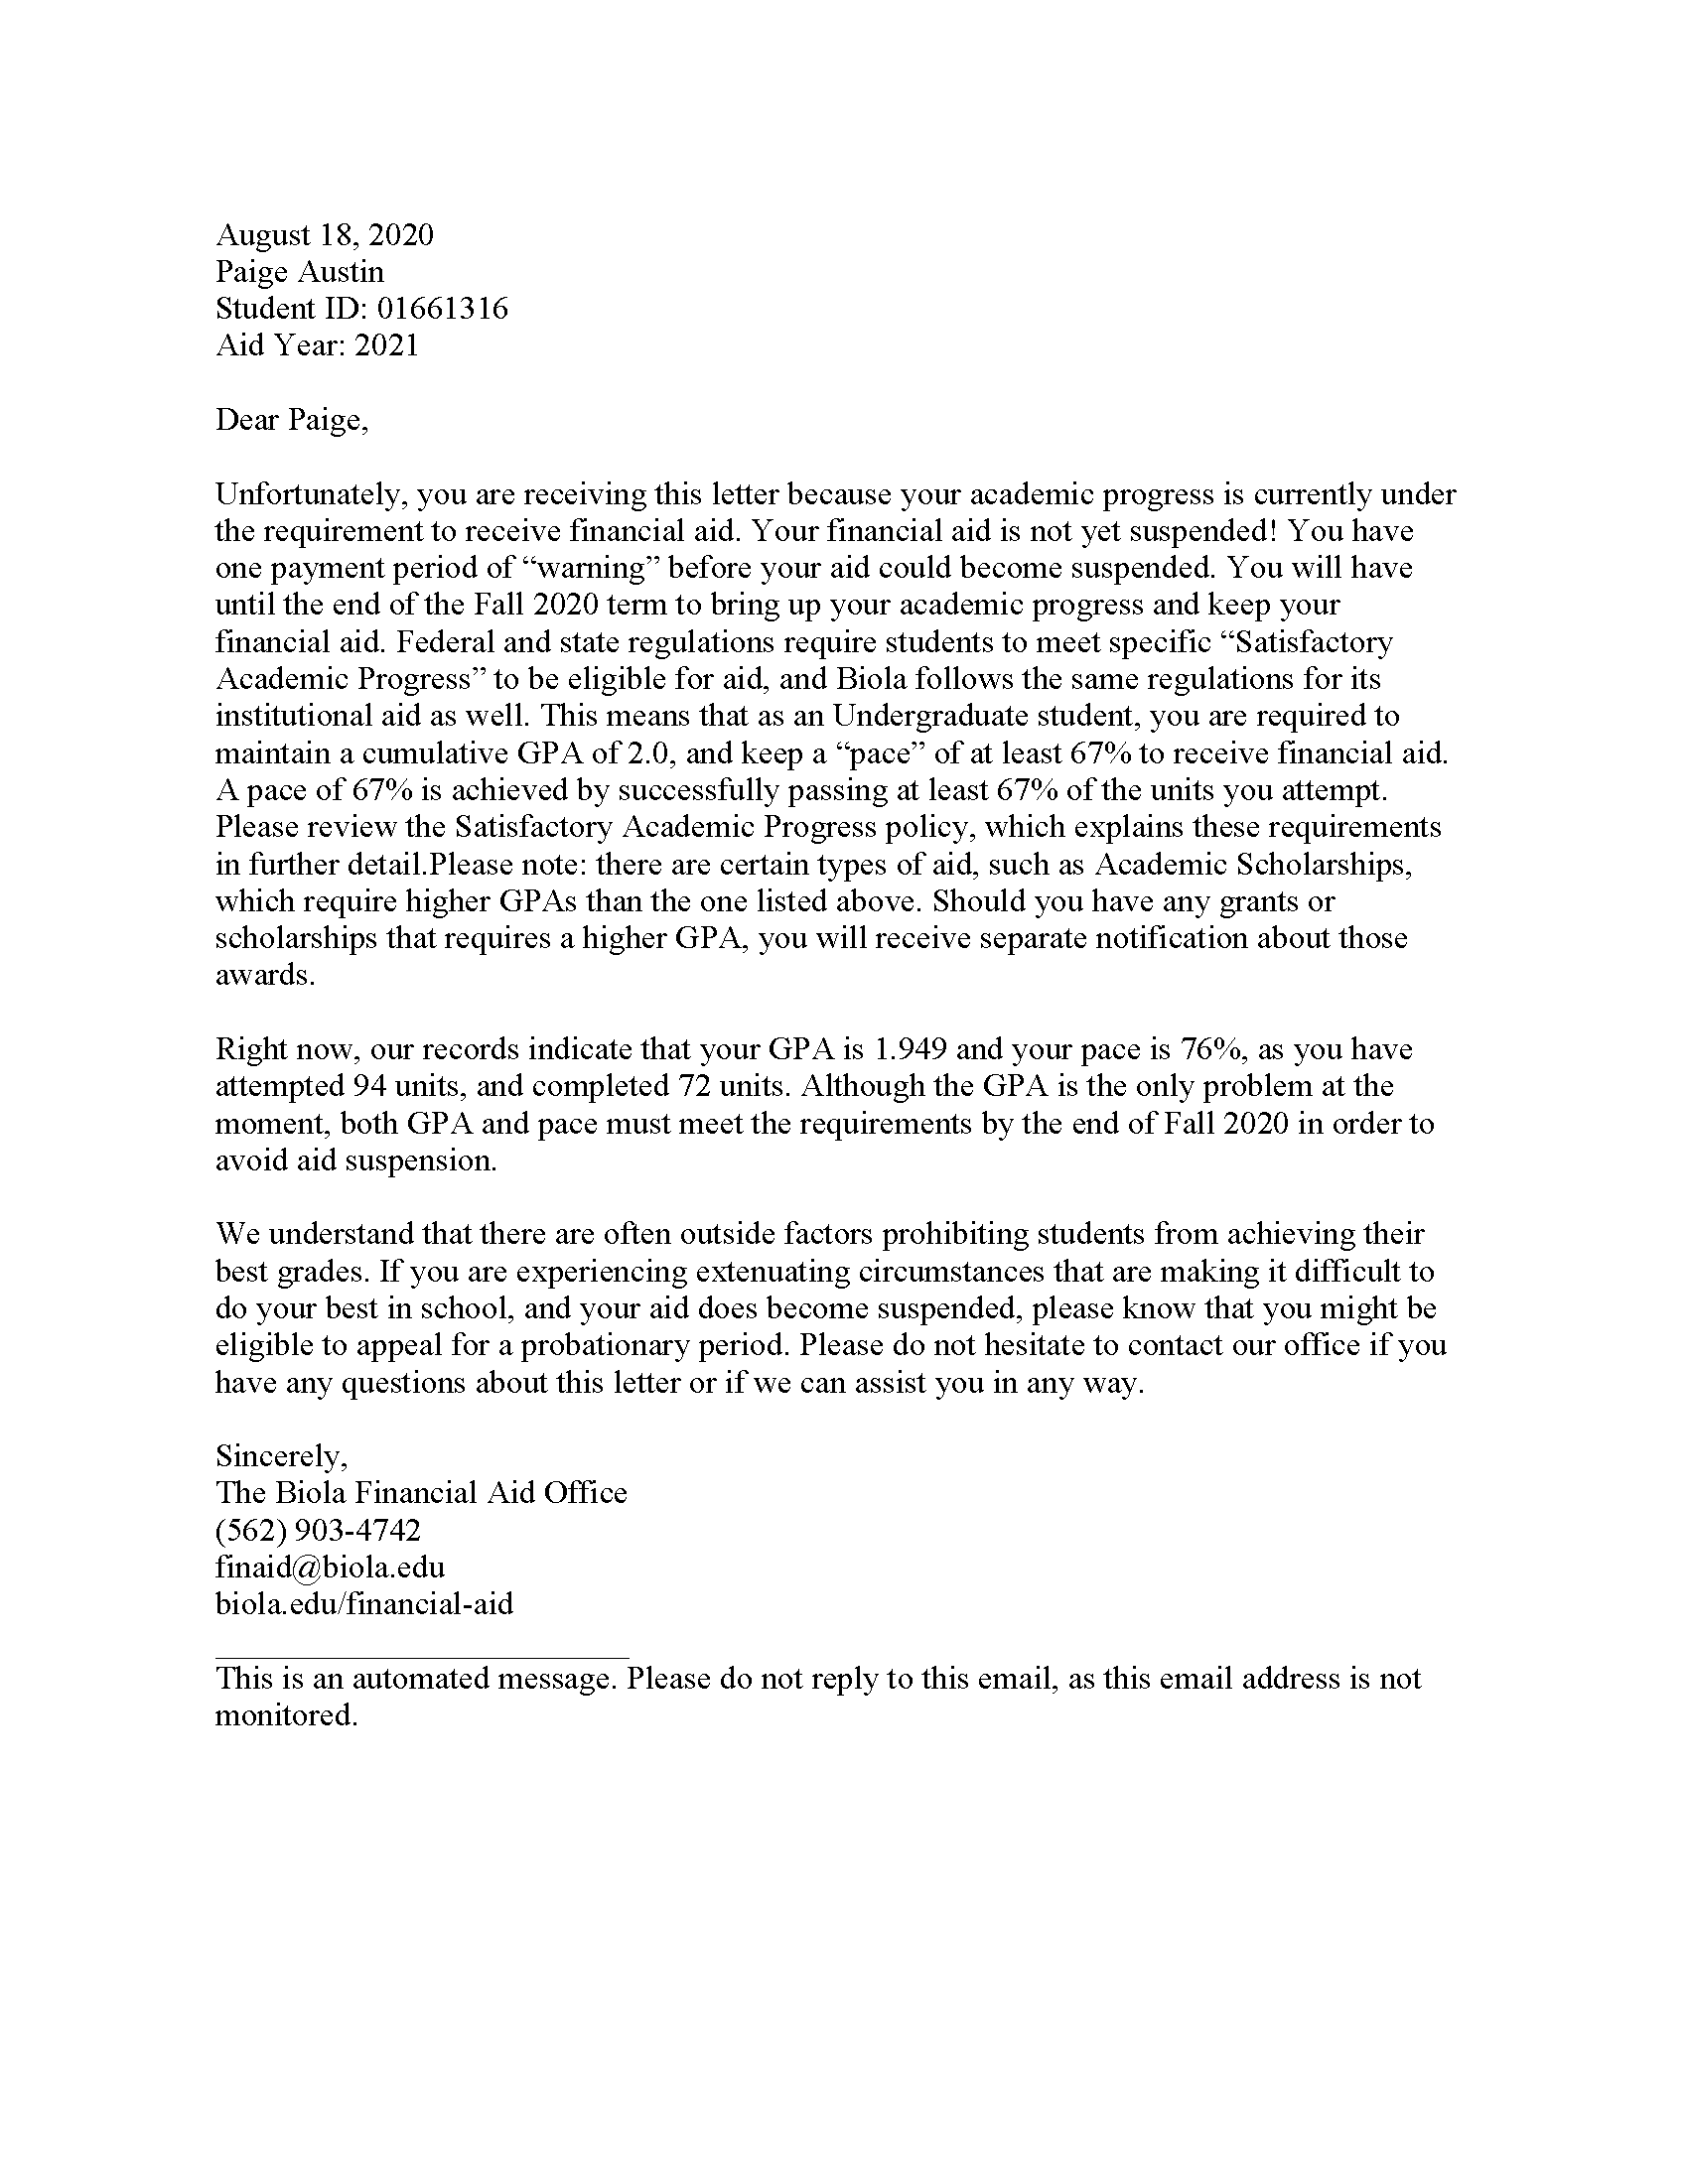 August 18, 2020
Paige Austin
Student ID: 01661316
Aid Year: 2021
Dear Paige,
Unfortunately, you are receiving this letter because your academic progress is currently under
the requirement to receive financial aid. Your financial aid is not yet suspended! You have
one payment period of “warning” before your aid could become suspended. You will have
until the end of the Fall 2020 term to bring up your academic progress and keep your
financial aid. Federal and state regulations require students to meet specific “Satisfactory
Academic Progress” to be eligible for aid, and Biola follows the same regulations for its
institutional aid as well. This means that as an Undergraduate student, you are required to
maintain a cumulative GPA of 2.0, and keep a “pace” of at least 67% to receive financial aid.
A pace of 67% is achieved by successfully passing at least 67% of the units you attempt.
Please review the Satisfactory Academic Progress policy, which explains these requirements
in further detail.Please note: there are certain types of aid, such as Academic Scholarships,
which require higher GPAs than the one listed above. Should you have any grants or
scholarships that requires a higher GPA, you will receive separate notification about those
awards.
Right now, our records indicate that your GPA is 1.949 and your pace is 76%, as you have
attempted 94 units, and completed 72 units. Although the GPA is the only problem at the
moment, both GPA and pace must meet the requirements by the end of Fall 2020 in order to
avoid aid suspension.
We understand that there are often outside factors prohibiting students from achieving their
best grades. If you are experiencing extenuating circumstances that are making it difficult to
do your best in school, and your aid does become suspended, please know that you might be
eligible to appeal for a probationary period. Please do not hesitate to contact our office if you
have any questions about this letter or if we can assist you in any way.
Sincerely,
The Biola Financial Aid Office
(562) 903-4742
finaid@biola.edu
biola.edu/financial-aid
__________________________
This is an automated message. Please do not reply to this email, as this email address is not
monitored.